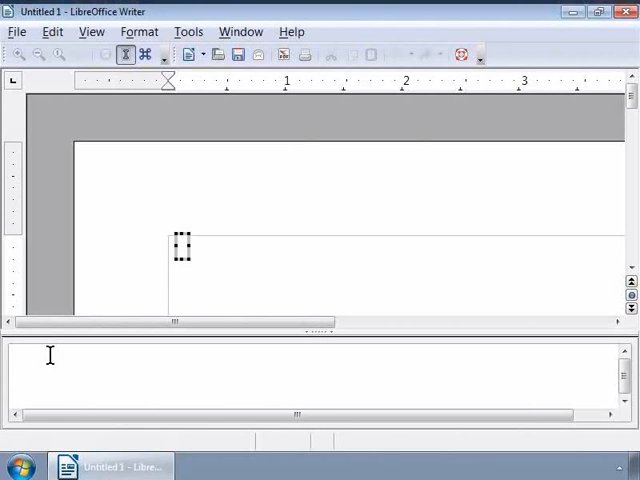 Untitled 1 - LibreOffice Writer
File Edit View Format Tools Window Help
1 2 3
Untitled 1 - Libre...